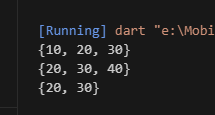 [Running] dart "e:\Mobi
{10, 20, 30}
{20, 30, 40}
{20, 30}